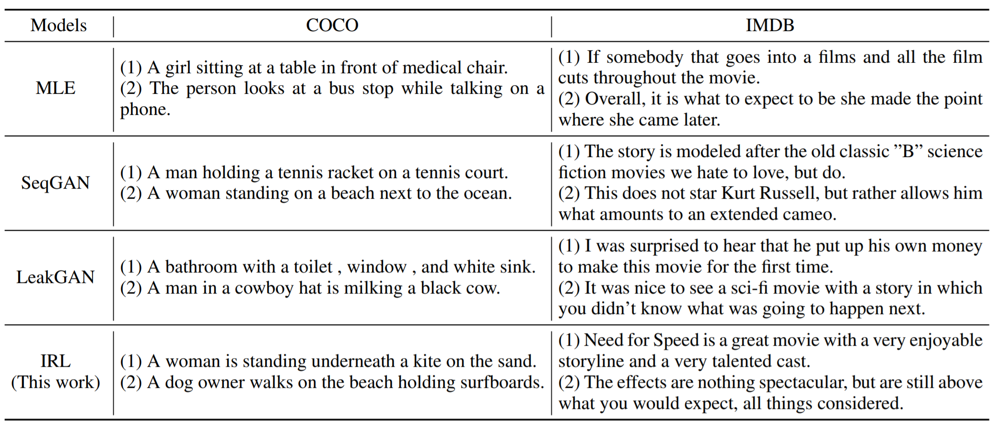 Models COCO IMDB
MLE
(1) A girl sitting at a table in front of medical chair.
(2) The person looks at a bus stop while talking on a
phone.
(1) If somebody that goes into a films and all the film
cuts throughout the movie.
(2) Overall, it is what to expect to be she made the point
where she came later.
SeqGAN
(1) A man holding a tennis racket on a tennis court.
(2) A woman standing on a beach next to the ocean.
(1) The story is modeled after the old classic ”B” science
fiction movies we hate to love, but do.
(2) This does not star Kurt Russell, but rather allows him
what amounts to an extended cameo.
LeakGAN
(1) A bathroom with a toilet , window , and white sink.
(2) A man in a cowboy hat is milking a black cow.
(1) I was surprised to hear that he put up his own money
to make this movie for the first time.
(2) It was nice to see a sci-fi movie with a story in which
you didn’t know what was going to happen next.
IRL
(This work)
(1) A woman is standing underneath a kite on the sand.
(2) A dog owner walks on the beach holding surfboards.
(1) Need for Speed is a great movie with a very enjoyable
storyline and a very talented cast.
(2) The effects are nothing spectacular, but are still above
what you would expect, all things considered.